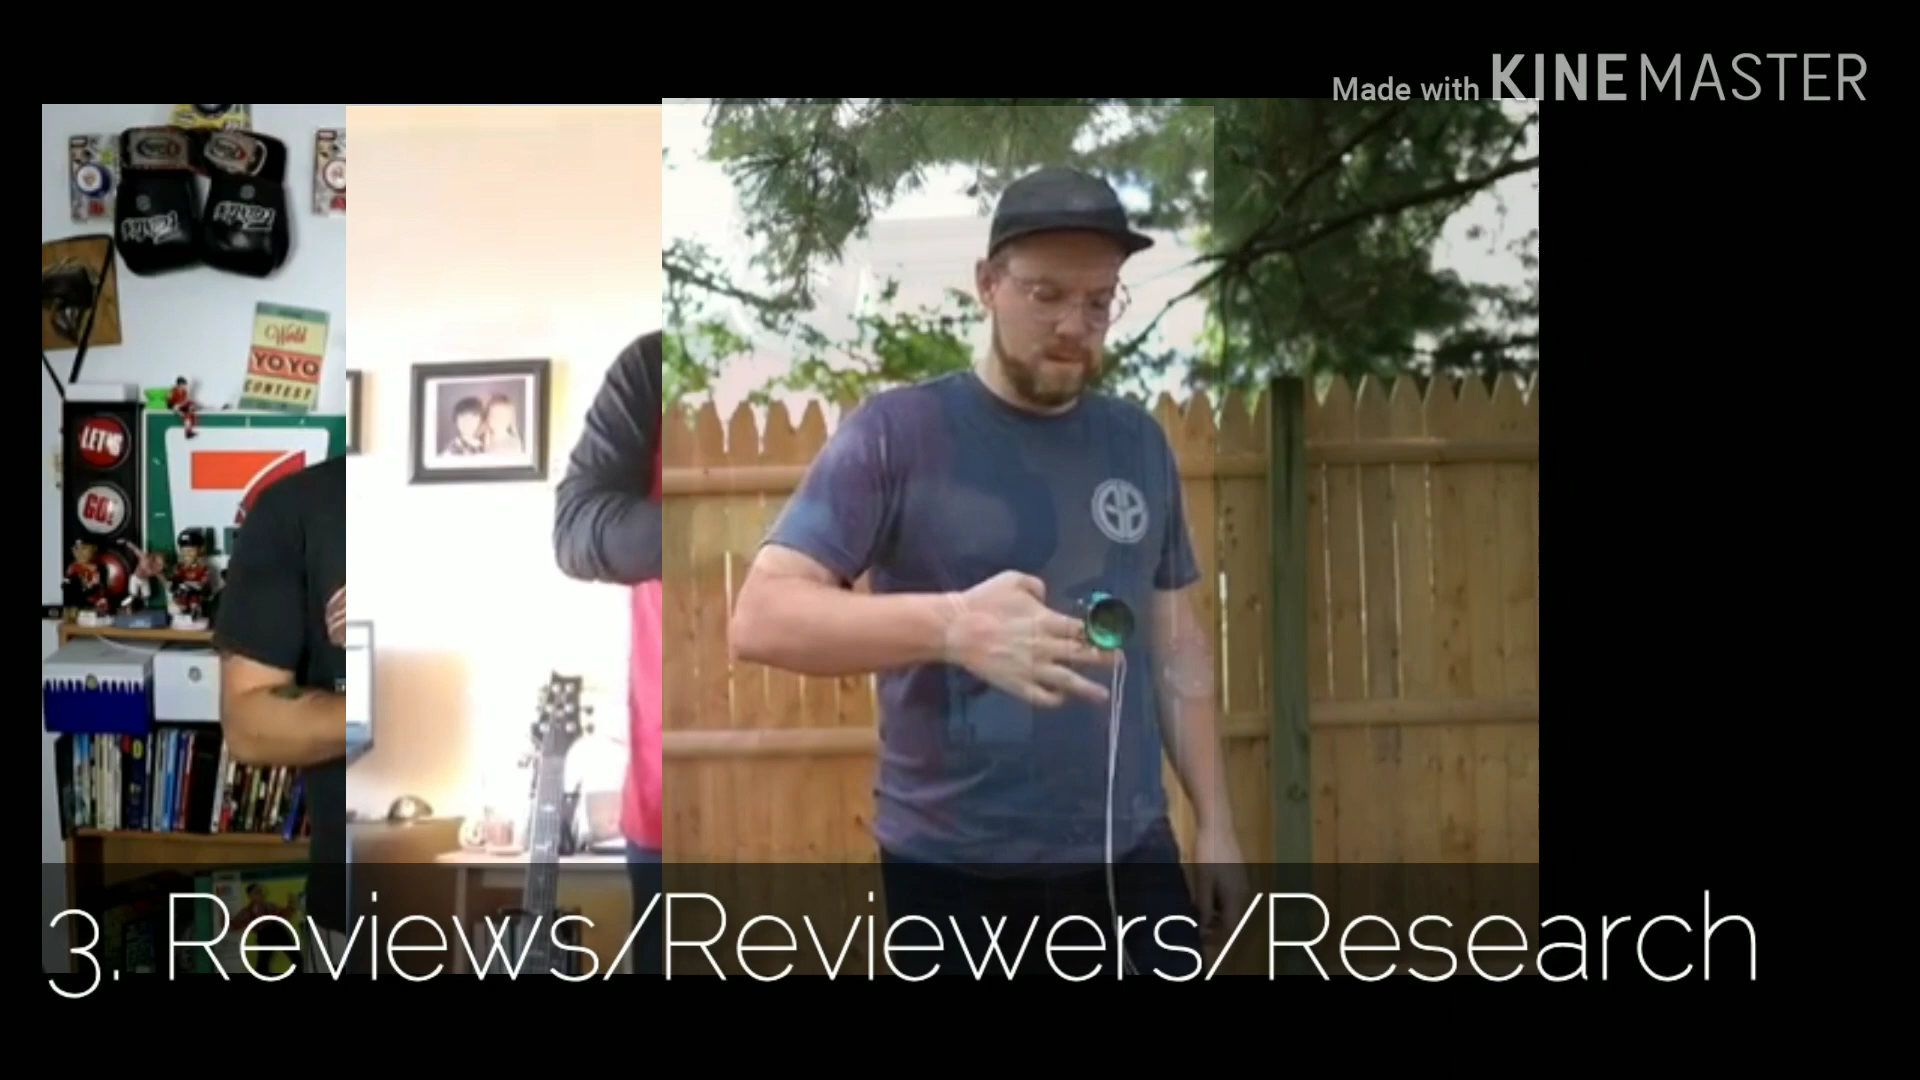 Made with KINEMASTER
World
YOYO
CONTEST
LET'S
GO!
3. Reviews/Reviewers/Research